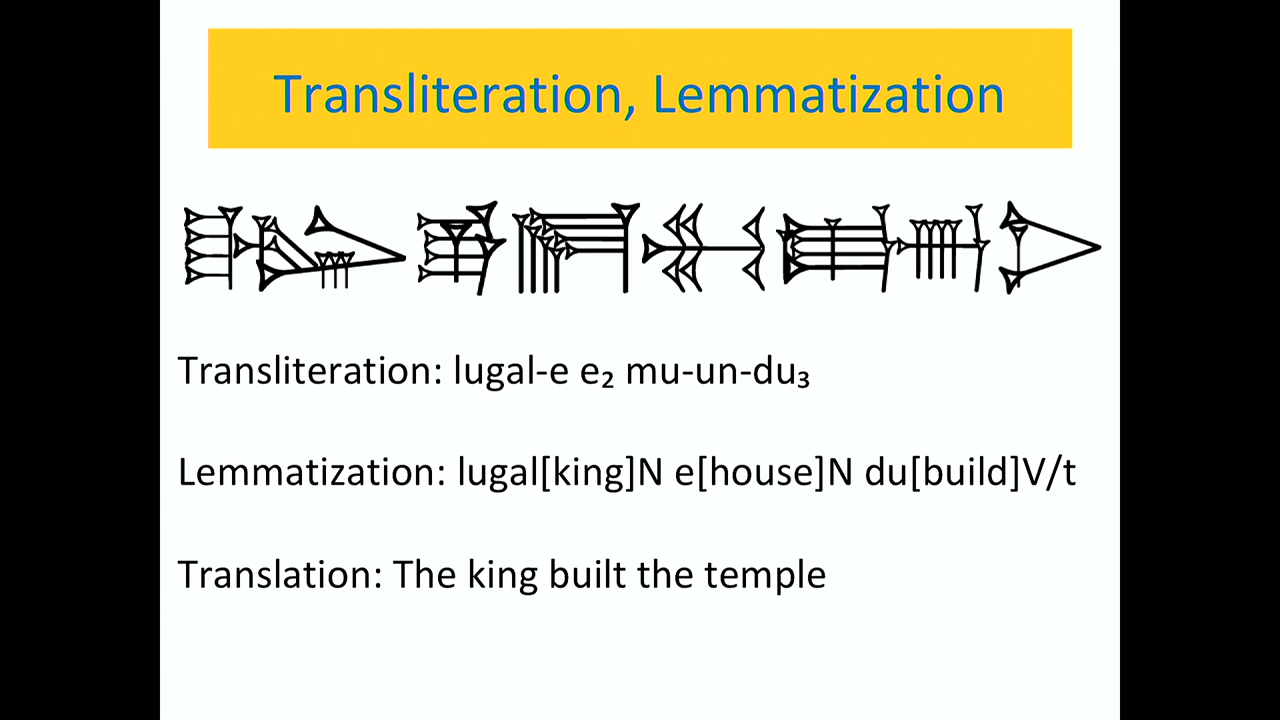 Transliteration, Lemmatization
𒈗𒂊 𒂍 𒈬𒌦𒆕
Transliteration: lugal-e e₂ mu-un-du₃
Lemmatization: lugal[king]N e[house]N du[build]V/t
Translation: The king built the temple